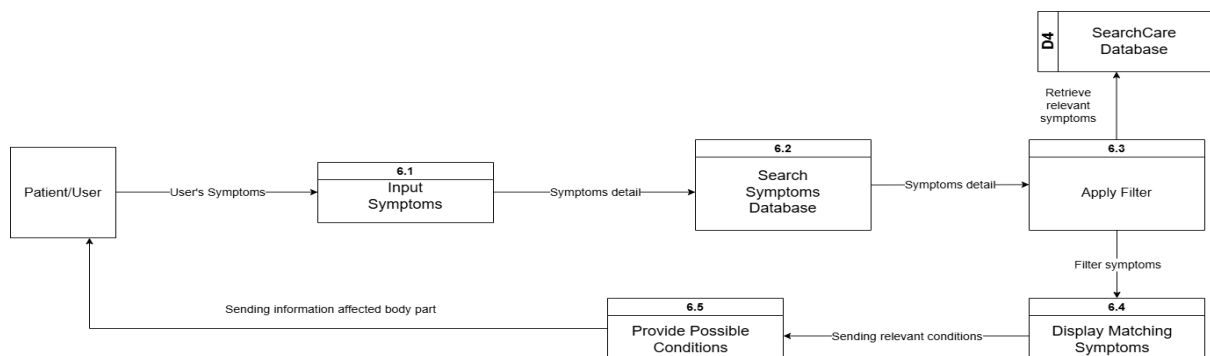 D4
SearchCare
Database
Retrieve
relevant
symptoms
Patient/User
User's Symptoms
6.1
Input
Symptoms
Symptoms detail
6.2
Search
Symptoms
Database
Symptoms detail
6.3
Apply Filter
Filter symptoms
6.4
Display Matching
Symptoms
Sending relevant conditions
6.5
Provide Possible
Conditions
Sending information affected body part